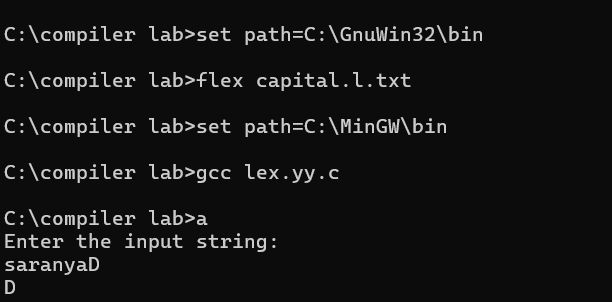 C:\compiler lab>set path=C:\GnuWin32\bin
C:\compiler lab>flex capital.l.txt
C:\compiler lab>set path=C:\MinGW\bin
C:\compiler lab>gcc lex.yy.c
C:\compiler lab>a
Enter the input string:
saranyaD
D